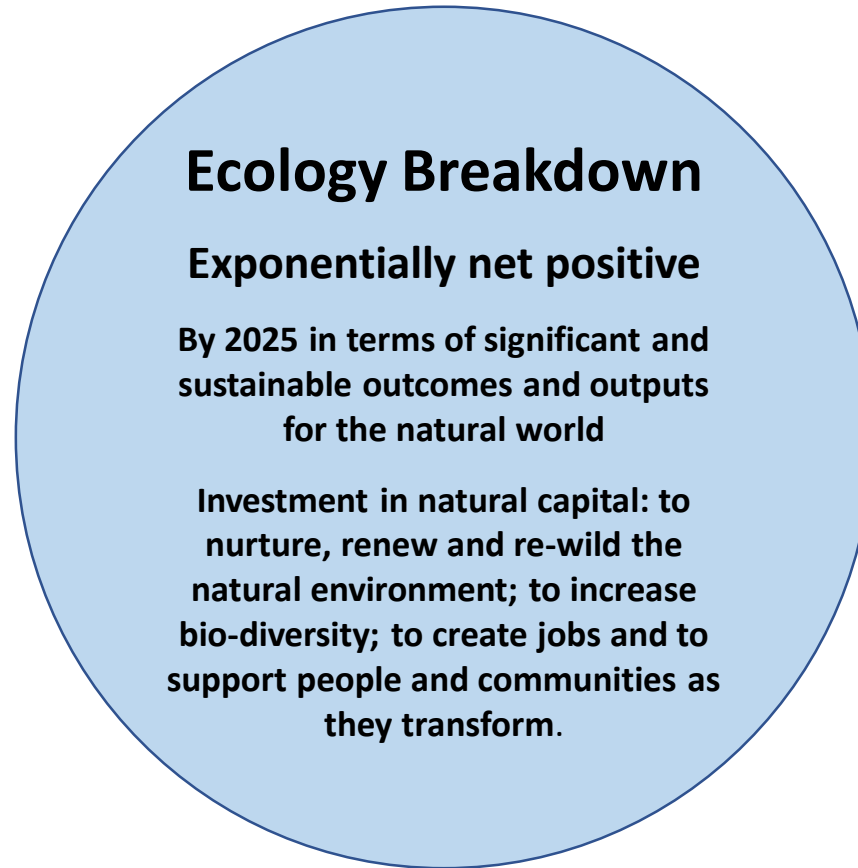 Ecology Breakdown
Exponentially net positive
By 2025 in terms of significant and
sustainable outcomes and outputs
for the natural world
Investment in natural capital: to
nurture, renew and re-wild the
natural environment; to increase
bio-diversity; to create jobs and to
support people and communities as
they transform.